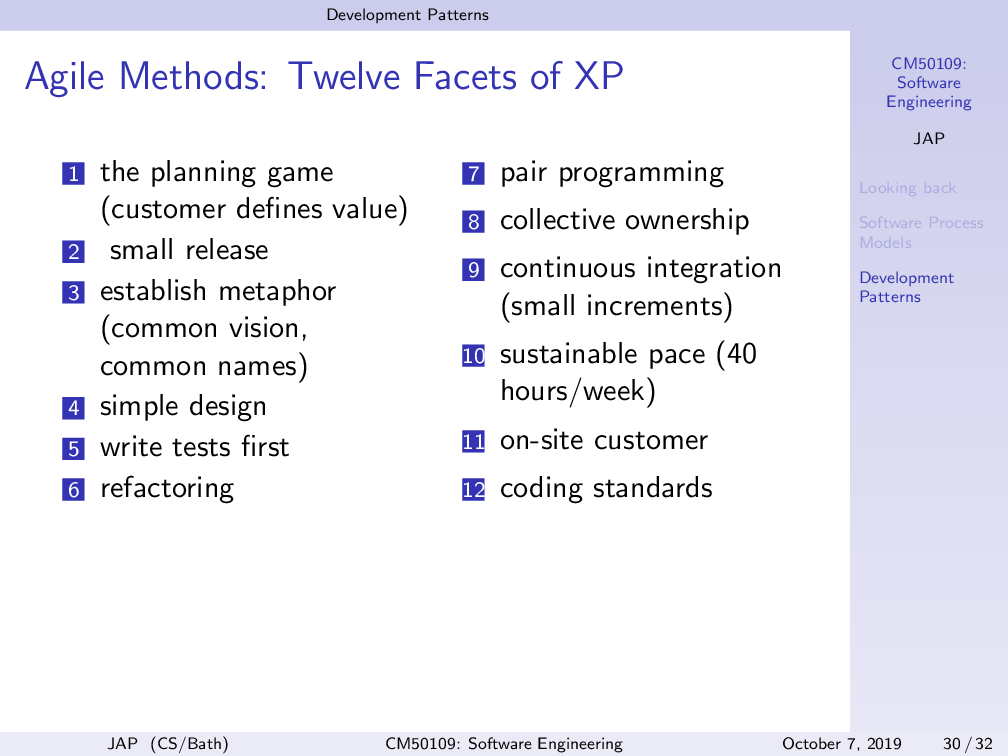 Development Patterns
Agile Methods: Twelve Facets of XP
1 the planning game
(customer defines value)
2 small release
3 establish metaphor
(common vision,
common names)
4 simple design
5 write tests first
6 refactoring
7 pair programming
8 collective ownership
9 continuous integration
(small increments)
10 sustainable pace (40
hours/week)
11 on-site customer
12 coding standards
CM50109:
Software
Engineering
JAP
Looking back
Software Process
Models
Development
Patterns
JAP (CS/Bath)
CM50109: Software Engineering
October 7, 2019
30 / 32